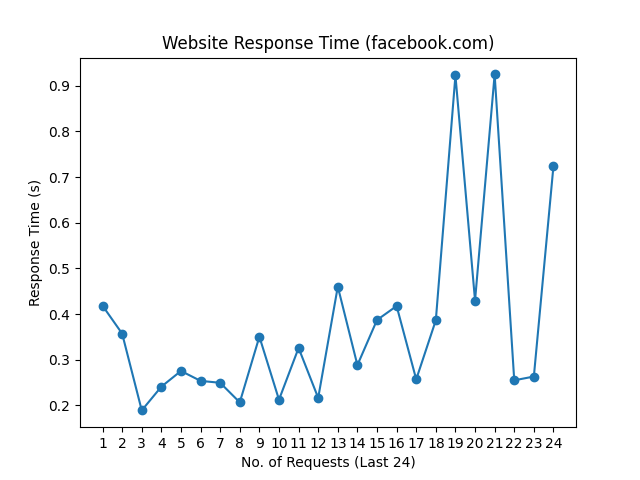 Website Response Time (facebook.com)
Response Time (s)
0.9
0.8
0.7
0.6
0.5
0.4
0.3
0.2
1 2 3 4 5 6 7 8 9 10 11 12 13 14 15 16 17 18 19 20 21 22 23 24
No. of Requests (Last 24)